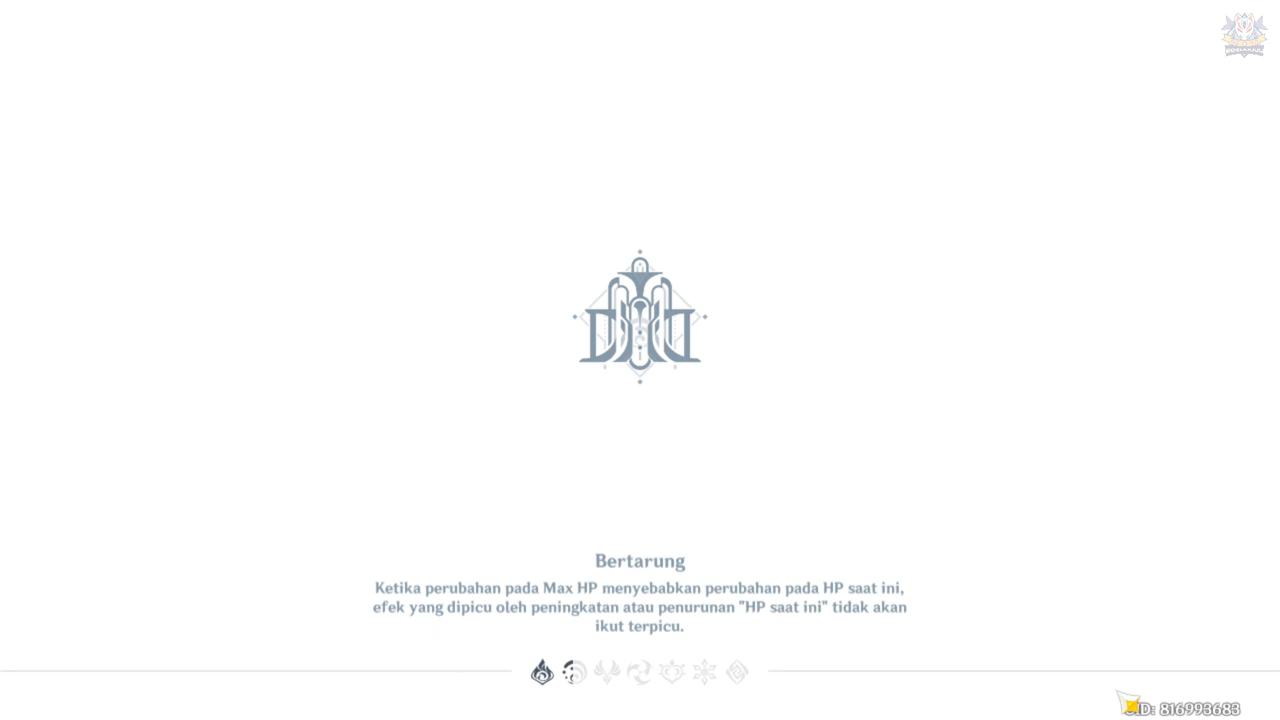 Bertarung
Ketika perubahan pada Max HP menyebabkan perubahan pada HP saat ini,
efek yang dipicu oleh peningkatan atau penurunan "HP saat ini" tidak akan
ikut terpicu.
UID: 816993683